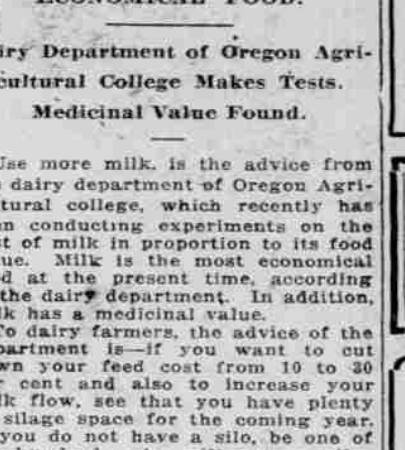 ECONOMICAL FOOD.
iry Department of Oregon Agri-
cultural College Makes Tests.
Medicinal Value Found.
Use more milk, is the advice from
dairy department of Oregon Agri-
tural college, which recently has
n conducting experiments on the
t of milk in proportion to its food
ue. Milk is the most economical
d at the present time, according
the dairy department. In addition,
lk has a medicinal value.
To dairy farmers, the advice of the
partment is—if you want to cut
wn your feed cost from 10 to 30
r cent and also to increase your
lk flow, see that you have plenty
silage space for the coming year.
you do not have a silo, be one of